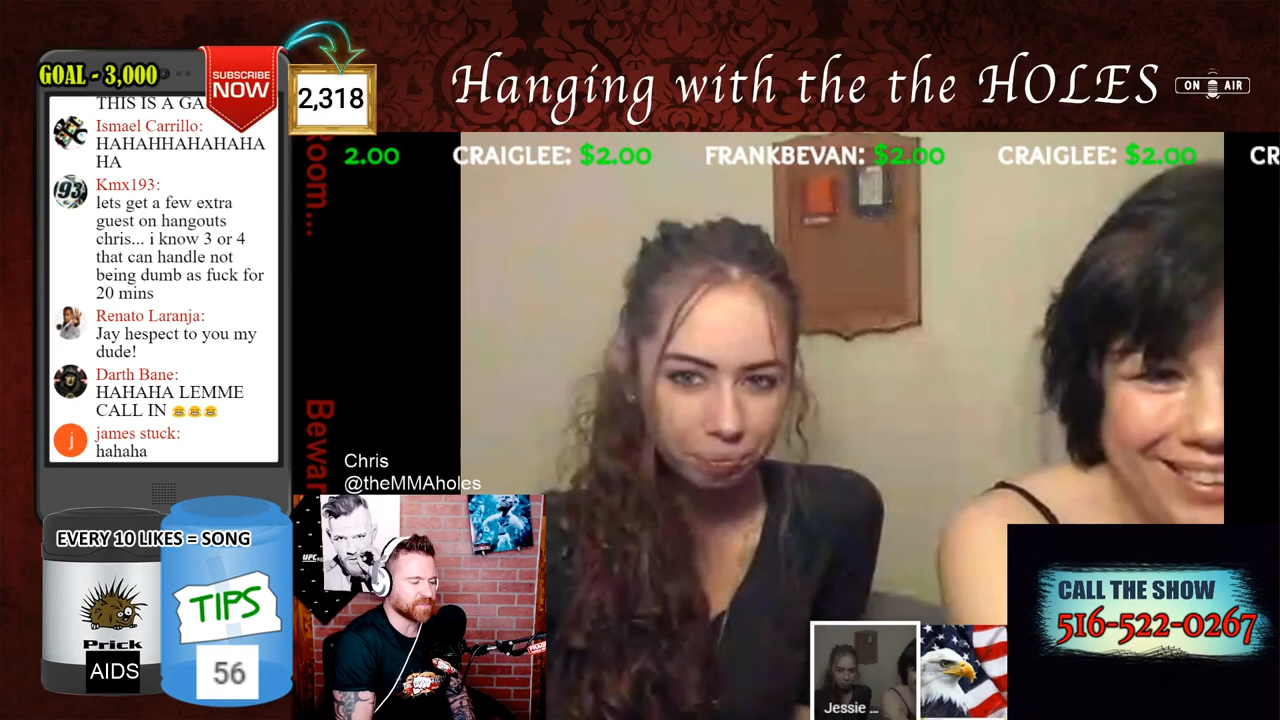 Hanging with the the HOLES
ON AIR
GOAL - 3,000
SUBSCRIBE
NOW
2,318
THIS IS A GA
Ismael Carrillo:
HAHAHHAHAHAHA
HA
Kmx193:
lets get a few extra
guest on hangouts
chris... i know 3 or 4
that can handle not
being dumb as fuck for
20 mins
Renato Laranja:
Jay hespect to you my
dude!
Darth Bane:
HAHAHA LEMME
CALL IN 😂😂😂
james stuck:
j
hahaha
2.00 CRAIGLEE: $2.00 FRANKBEVAN: $2.00 CRAIGLEE: $2.00 CR
Room...
Bewar
Chris
@theMMAholes
UFC
EVERY 10 LIKES = SONG
Prick
AIDS
TIPS
56
Jessie ...
CALL THE SHOW
516-522-0267